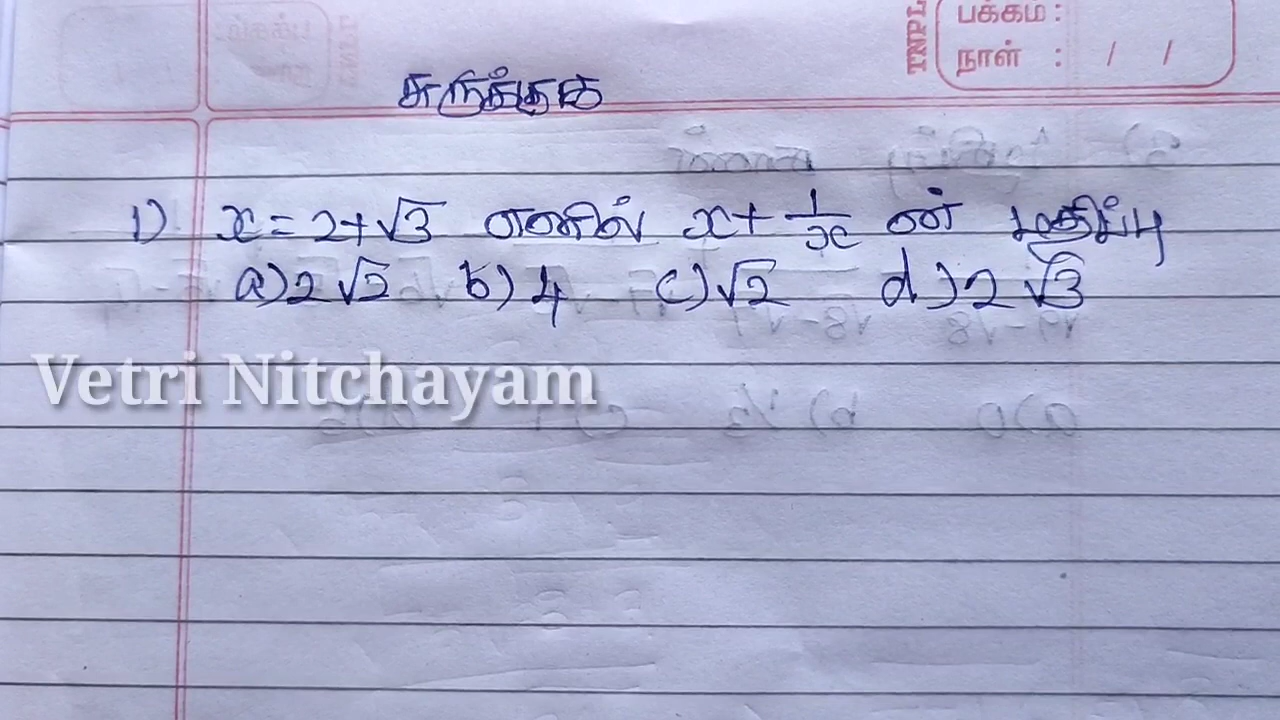 TNPL
பக்கம் :
நாள் : / /
சுருக்குக
1) x = 2+√3 எனில் x + 1/x ன் மதிப்பு
a) 2√2 b) 4 c) √2 d) 2√3
Vetri Nitchayam